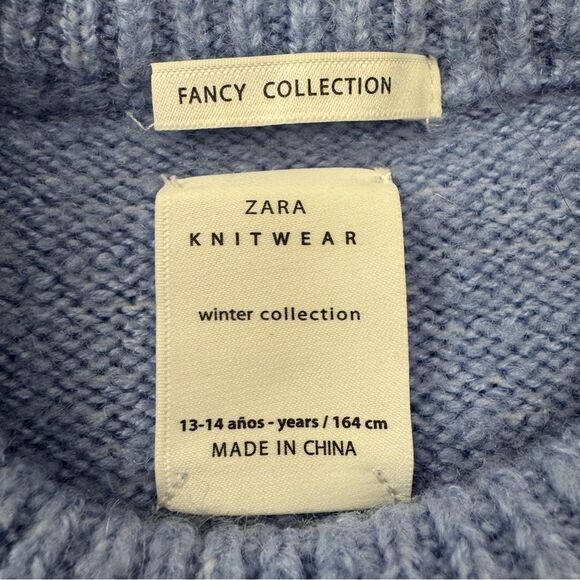 FANCY COLLECTION
ZARA
KNITWEAR
winter collection
13-14 años - years / 164 cm
MADE IN CHINA